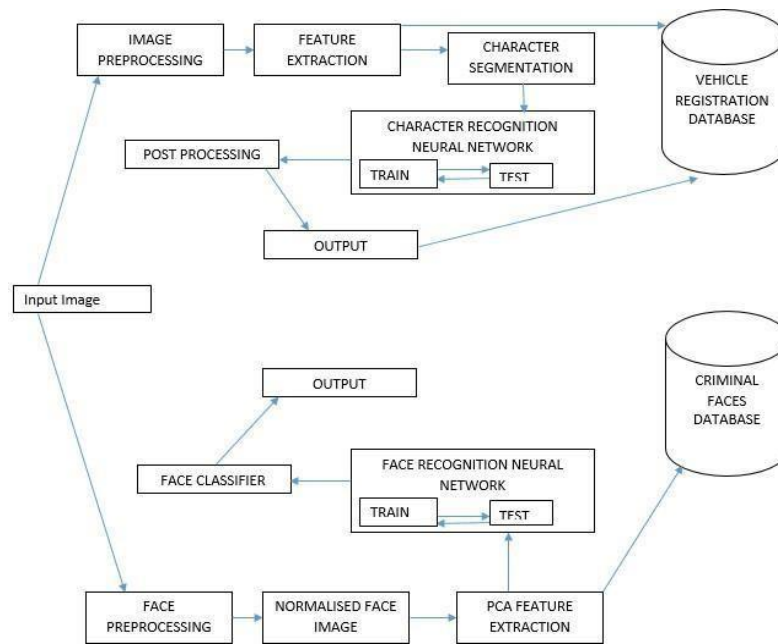 IMAGE
PREPROCESSING
FEATURE
EXTRACTION
CHARACTER
SEGMENTATION
VEHICLE
REGISTRATION
DATABASE
CHARACTER RECOGNITION
NEURAL NETWORK
TRAIN
TEST
POST PROCESSING
OUTPUT
Input Image
OUTPUT
CRIMINAL
FACES
DATABASE
FACE CLASSIFIER
FACE RECOGNITION NEURAL
NETWORK
TRAIN
TEST
FACE
PREPROCESSING
NORMALISED FACE
IMAGE
PCA FEATURE
EXTRACTION